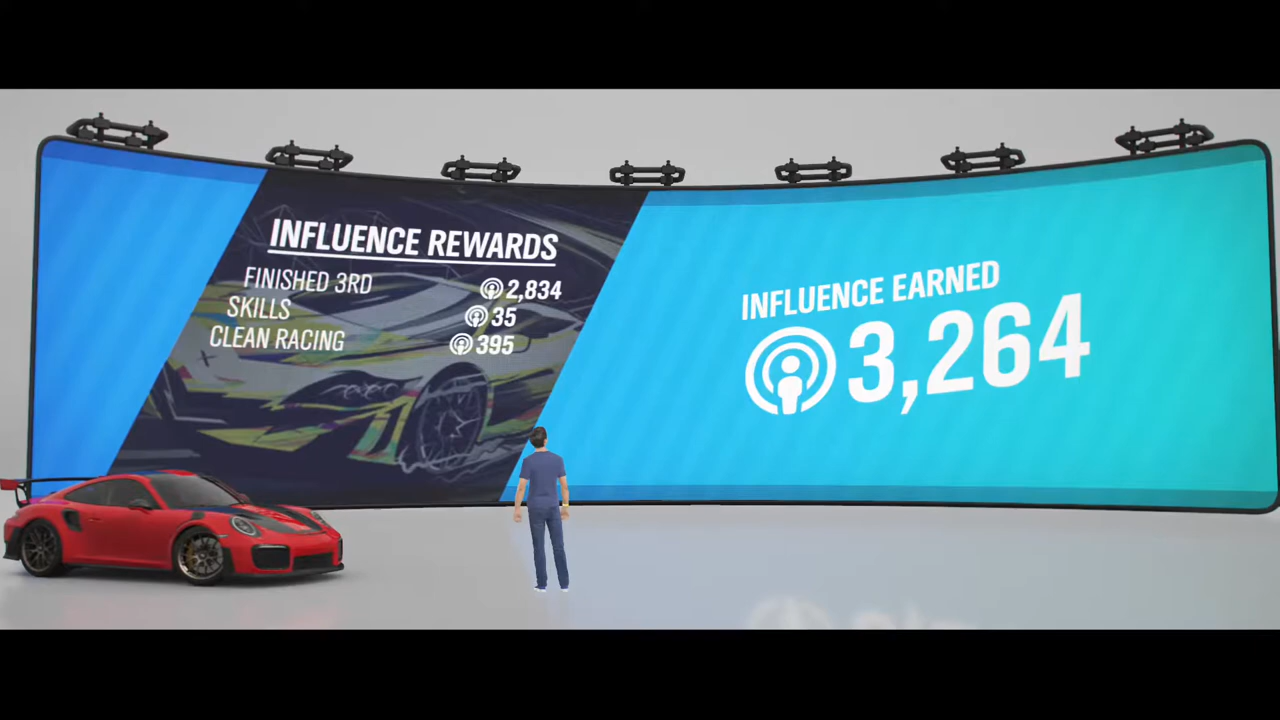 INFLUENCE REWARDS
FINISHED 3RD 2,834
SKILLS 35
CLEAN RACING 395
INFLUENCE EARNED
3,264